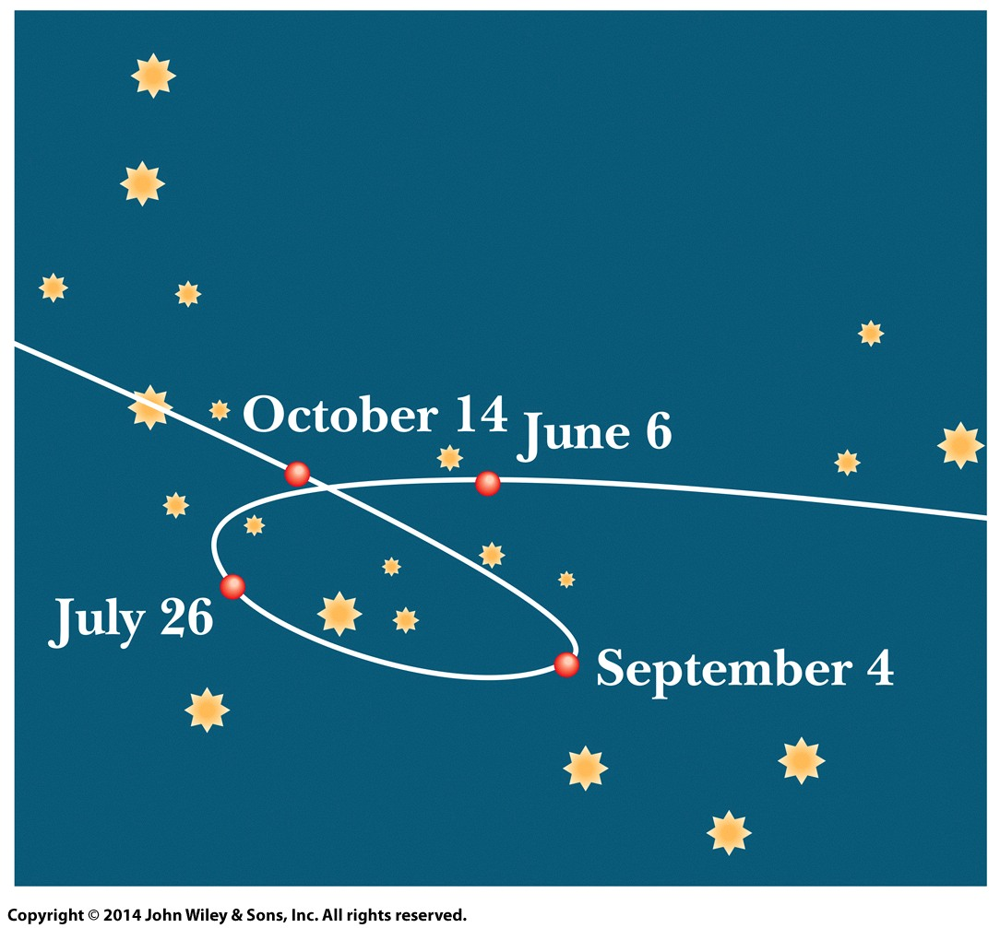 October 14
June 6
July 26
September 4
Copyright © 2014 John Wiley & Sons, Inc. All rights reserved.